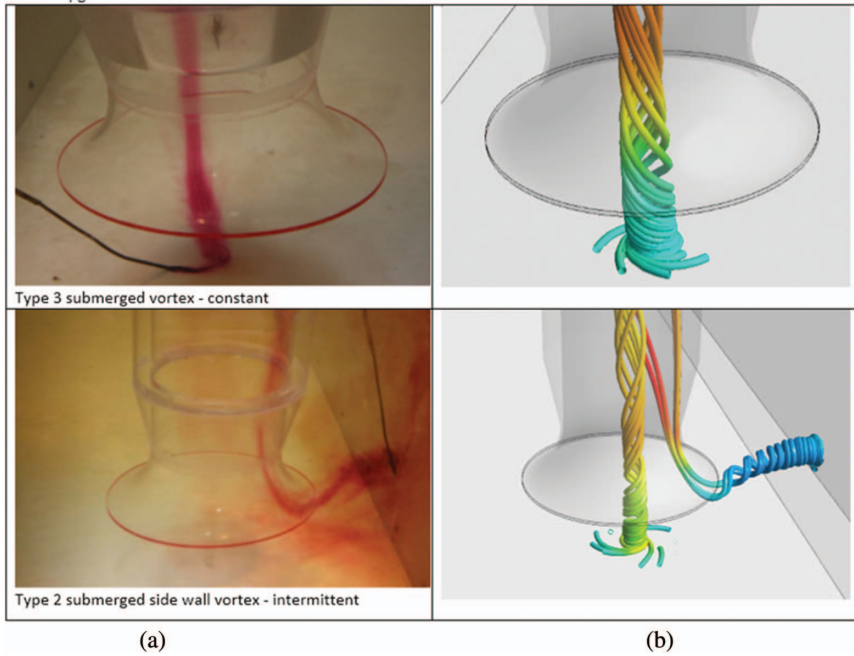 Type 3 submerged vortex - constant
Type 2 submerged side wall vortex - intermittent
(a)
(b)